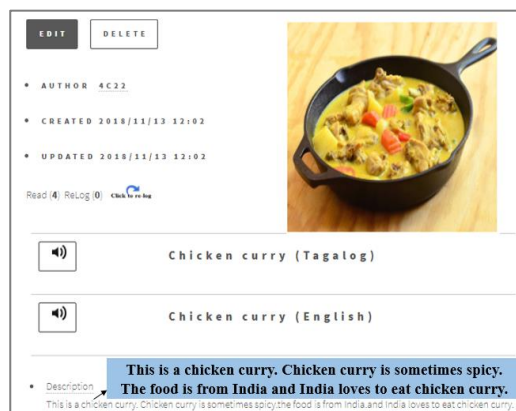 EDIT DELETE
AUTHOR 4C22
CREATED 2018/11/13 12:02
UPDATED 2018/11/13 12:02
Read (4) ReLog (0) Click to re-log
Chicken curry (Tagalog)
Chicken curry (English)
This is a chicken curry. Chicken curry is sometimes spicy.
The food is from India and India loves to eat chicken curry.
Description
This is a chicken curry. Chicken curry is sometimes spicy.the food is from India.and India loves to eat chicken curry.